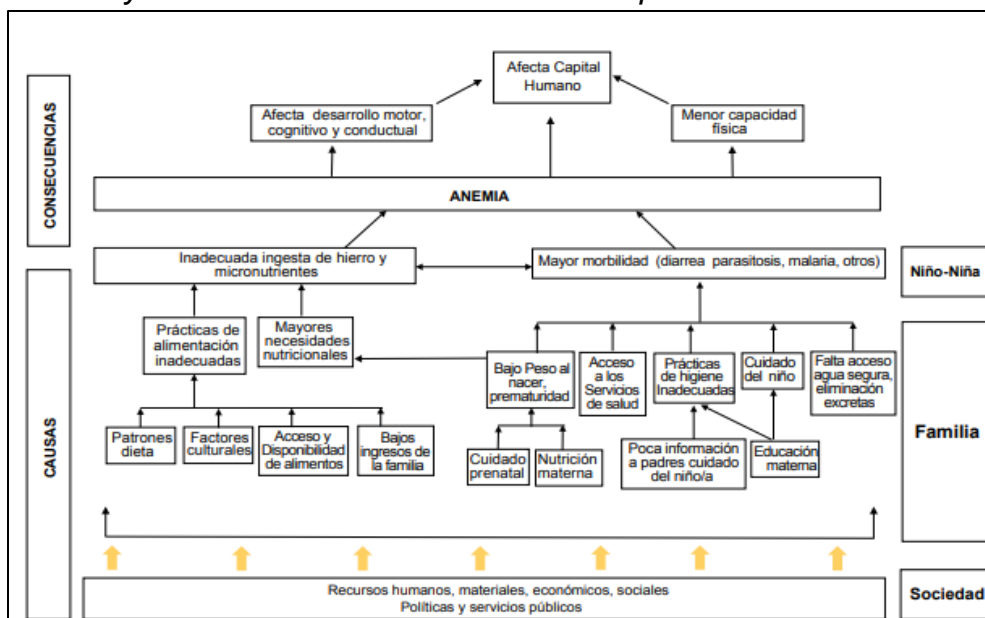 Afecta Capital
Humano
Afecta desarrollo motor,
cognitivo y conductual
Menor capacidad
física
CONSECUENCIAS
ANEMIA
Inadecuada ingesta de hierro y
micronutrientes
Mayor morbilidad (diarrea parasitosis, malaria, otros)
Niño-Niña
CAUSAS
Prácticas de
alimentación
inadecuadas
Mayores
necesidades
nutricionales
Bajo Peso al
nacer,
prematuridad
Acceso
a los
Servicios
de salud
Prácticas
de higiene
Inadecuadas
Cuidado
del niño
Falta acceso
agua segura,
eliminación
excretas
Familia
Patrones
dieta
Factores
culturales
Acceso y
Disponibilidad
de alimentos
Bajos
ingresos de
la familia
Cuidado
prenatal
Nutrición
materna
Poca información
a padres cuidado
del niño/a
Educación
materna
Recursos humanos, materiales, económicos, sociales
Políticas y servicios públicos
Sociedad